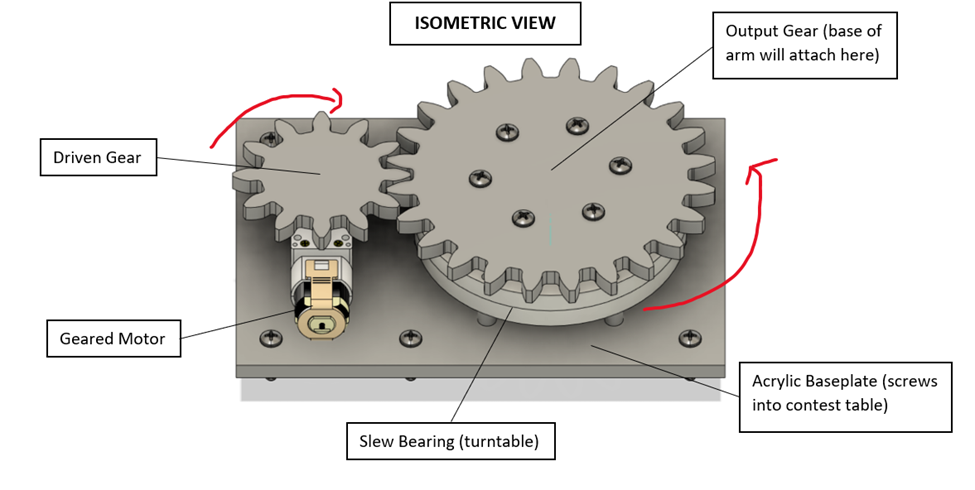 ISOMETRIC VIEW
Output Gear (base of
arm will attach here)
Driven Gear
Geared Motor
Acrylic Baseplate (screws
into contest table)
Slew Bearing (turntable)